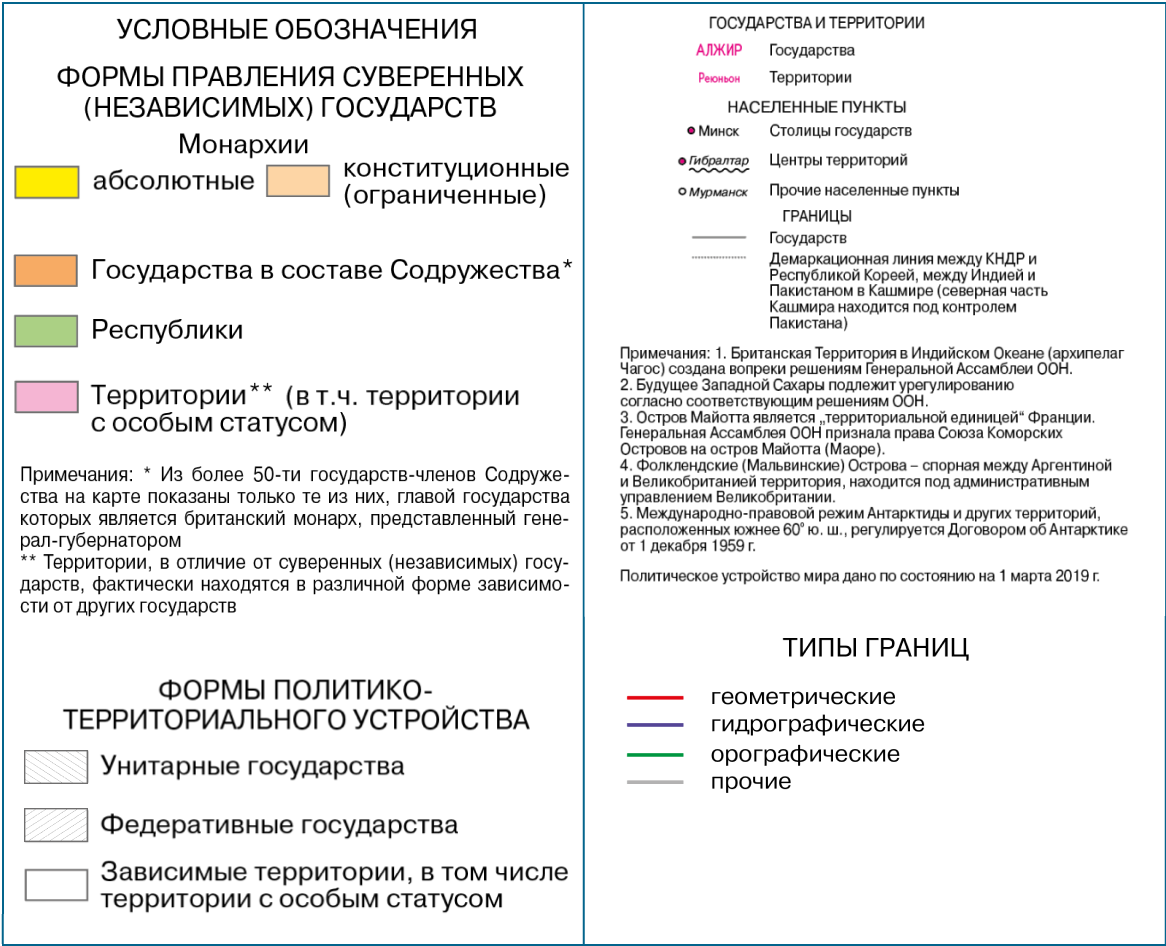 УСЛОВНЫЕ ОБОЗНАЧЕНИЯ
ФОРМЫ ПРАВЛЕНИЯ СУВЕРЕННЫХ
(НЕЗАВИСИМЫХ) ГОСУДАРСТВ
Монархии
абсолютные
конституционные
(ограниченные)
Государства в составе Содружества*
Республики
Территории** (в т.ч. территории
с особым статусом)
Примечания: * Из более 50-ти государств-членов Содруже-
ства на карте показаны только те из них, главой государства
которых является британский монарх, представленный гене-
рал-губернатором
** Территории, в отличие от суверенных (независимых) госу-
дарств, фактически находятся в различной форме зависимо-
сти от других государств
ФОРМЫ ПОЛИТИКО-
ТЕРРИТОРИАЛЬНОГО УСТРОЙСТВА
Унитарные государства
Федеративные государства
Зависимые территории, в том числе
территории с особым статусом
ГОСУДАРСТВА И ТЕРРИТОРИИ
АЛЖИР Государства
Реюньон Территории
НАСЕЛЕННЫЕ ПУНКТЫ
Минск Столицы государств
Гибралтар Центры территорий
Мурманск Прочие населенные пункты
ГРАНИЦЫ
Государств
Демаркационная линия между КНДР и
Республикой Кореей, между Индией и
Пакистаном в Кашмире (северная часть
Кашмира находится под контролем
Пакистана)
Примечания: 1. Британская Территория в Индийском Океане (архипелаг
Чагос) создана вопреки решениям Генеральной Ассамблеи ООН.
2. Будущее Западной Сахары подлежит урегулированию
согласно соответствующим решениям ООН.
3. Остров Майотта является „территориальной единицей“ Франции.
Генеральная Ассамблея ООН признала права Союза Коморских
Островов на остров Майотта (Маоре).
4. Фолклендские (Мальвинские) Острова – спорная между Аргентиной
и Великобританией территория, находится под административным
управлением Великобритании.
5. Международно-правовой режим Антарктиды и других территорий,
расположенных южнее 60° ю. ш., регулируется Договором об Антарктике
от 1 декабря 1959 г.
Политическое устройство мира дано по состоянию на 1 марта 2019 г.
ТИПЫ ГРАНИЦ
геометрические
гидрографические
орографические
прочие